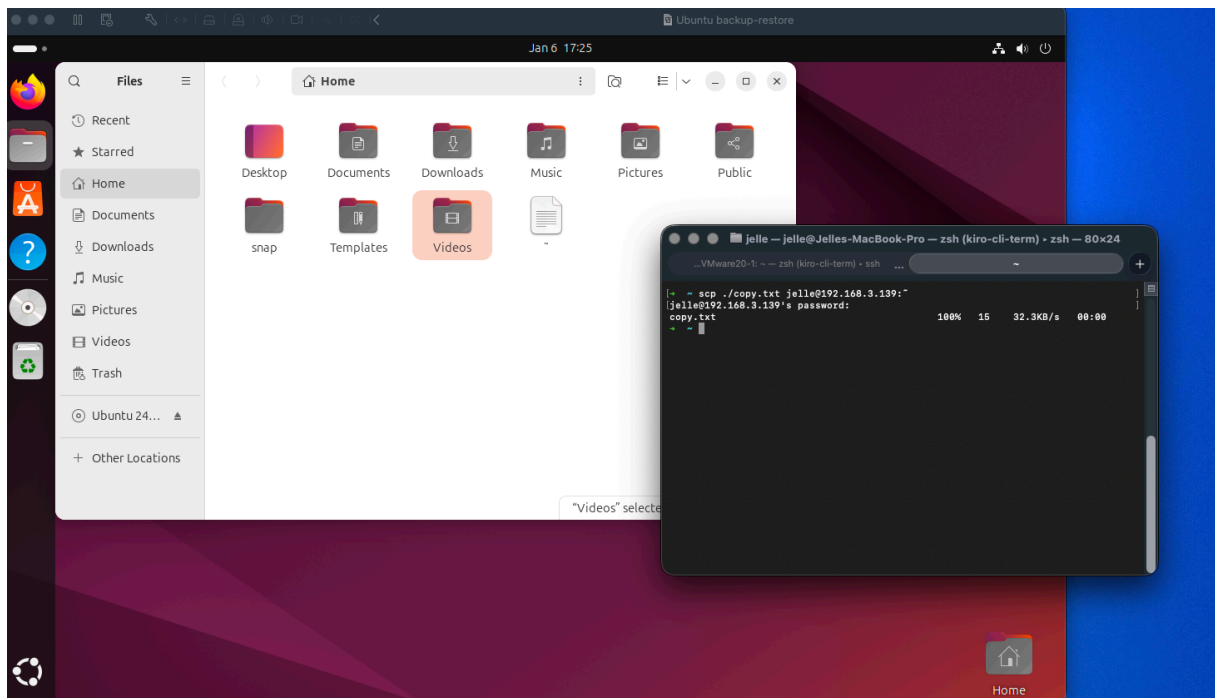 Ubuntu backup-restore
Jan 6 17:25
Files
Home
Recent
Starred
Home
Documents
Downloads
Music
Pictures
Videos
Trash
Ubuntu 24...
+ Other Locations
Desktop
Documents
Downloads
Music
Pictures
Public
snap
Templates
Videos
~
"Videos" selecte
jelle — jelle@Jelles-MacBook-Pro — zsh (kiro-cli-term) ▸ zsh — 80×24
...VMware20-1: ~ — zsh (kiro-cli-term) ▸ ssh ...
~
[→ ~ scp ./copy.txt jelle@192.168.3.139:~ ]
[jelle@192.168.3.139's password: ]
copy.txt 100% 15 32.3KB/s 00:00
→ ~
Home